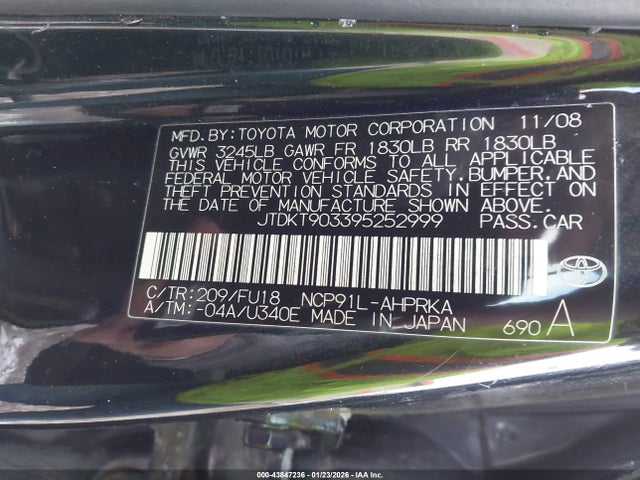 MFD.BY:TOYOTA MOTOR CORPORATION 11/08
GVWR 3245LB GAWR FR 1830LB RR 1830LB
THIS VEHICLE CONFORMS TO ALL APPLICABLE
FEDERAL MOTOR VEHICLE SAFETY,BUMPER,AND
THEFT PREVENTION STANDARDS IN EFFECT ON
THE DATE OF MANUFACTURE SHOWN ABOVE.
JTDKT903395252999 PASS.CAR
C/TR:209/FU18 NCP91L-AHPRKA
A/TM:-04A/U340E MADE IN JAPAN
690 A
TOYOTA
000-43847236 - 01/23/2026 - IAA Inc.